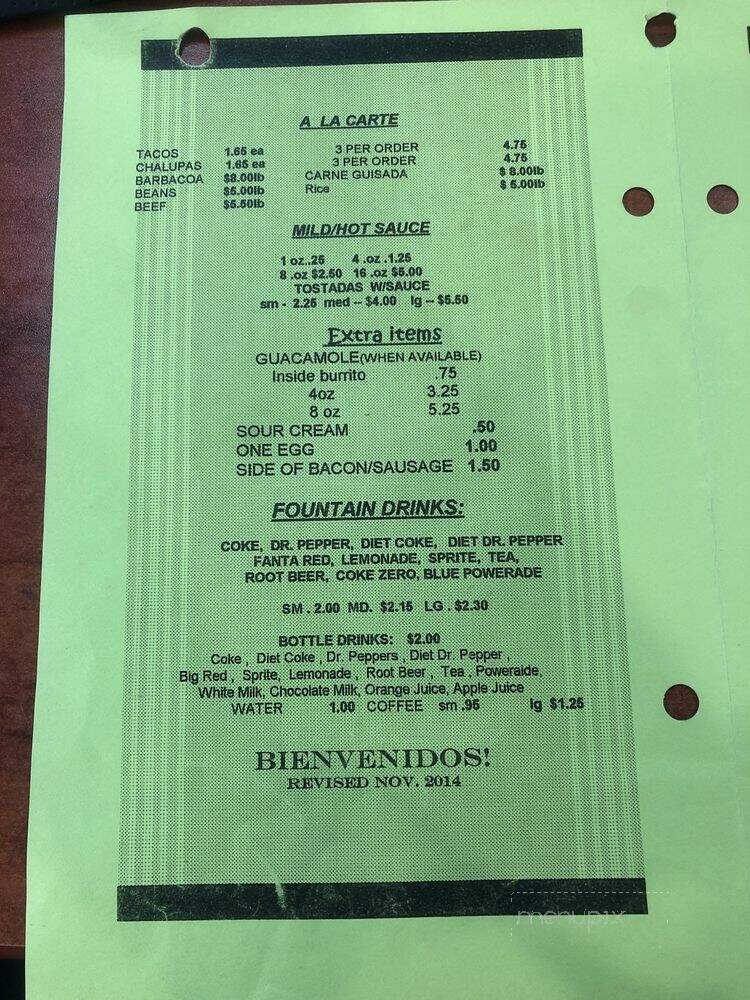 A LA CARTE
TACOS 1.65 ea 3 PER ORDER 4.75
CHALUPAS 1.65 ea 3 PER ORDER 4.75
BARBACOA $8.00lb CARNE GUISADA $ 8.00lb
BEANS $5.00lb Rice $ 5.00lb
BEEF $5.50lb
MILD/HOT SAUCE
1 oz..25 4 .oz .1.25
8 .oz $2.50 16 .oz $5.00
TOSTADAS W/SAUCE
sm - 2.25 med -- $4.00 lg -- $5.50
Extra items
GUACAMOLE(WHEN AVAILABLE)
Inside burrito .75
4oz 3.25
8 oz 5.25
SOUR CREAM .50
ONE EGG 1.00
SIDE OF BACON/SAUSAGE 1.50
FOUNTAIN DRINKS:
COKE, DR. PEPPER, DIET COKE, DIET DR. PEPPER
FANTA RED, LEMONADE, SPRITE, TEA,
ROOT BEER, COKE ZERO, BLUE POWERADE
SM . 2.00 MD. $2.15 LG . $2.30
BOTTLE DRINKS: $2.00
Coke , Diet Coke , Dr. Peppers , Diet Dr. Pepper ,
Big Red , Sprite, Lemonade , Root Beer , Tea , Poweraide,
White Milk, Chocolate Milk, Orange Juice, Apple Juice
WATER 1.00 COFFEE sm .95 lg $1.25
BIENVENIDOS!
REVISED NOV. 2014
menupix